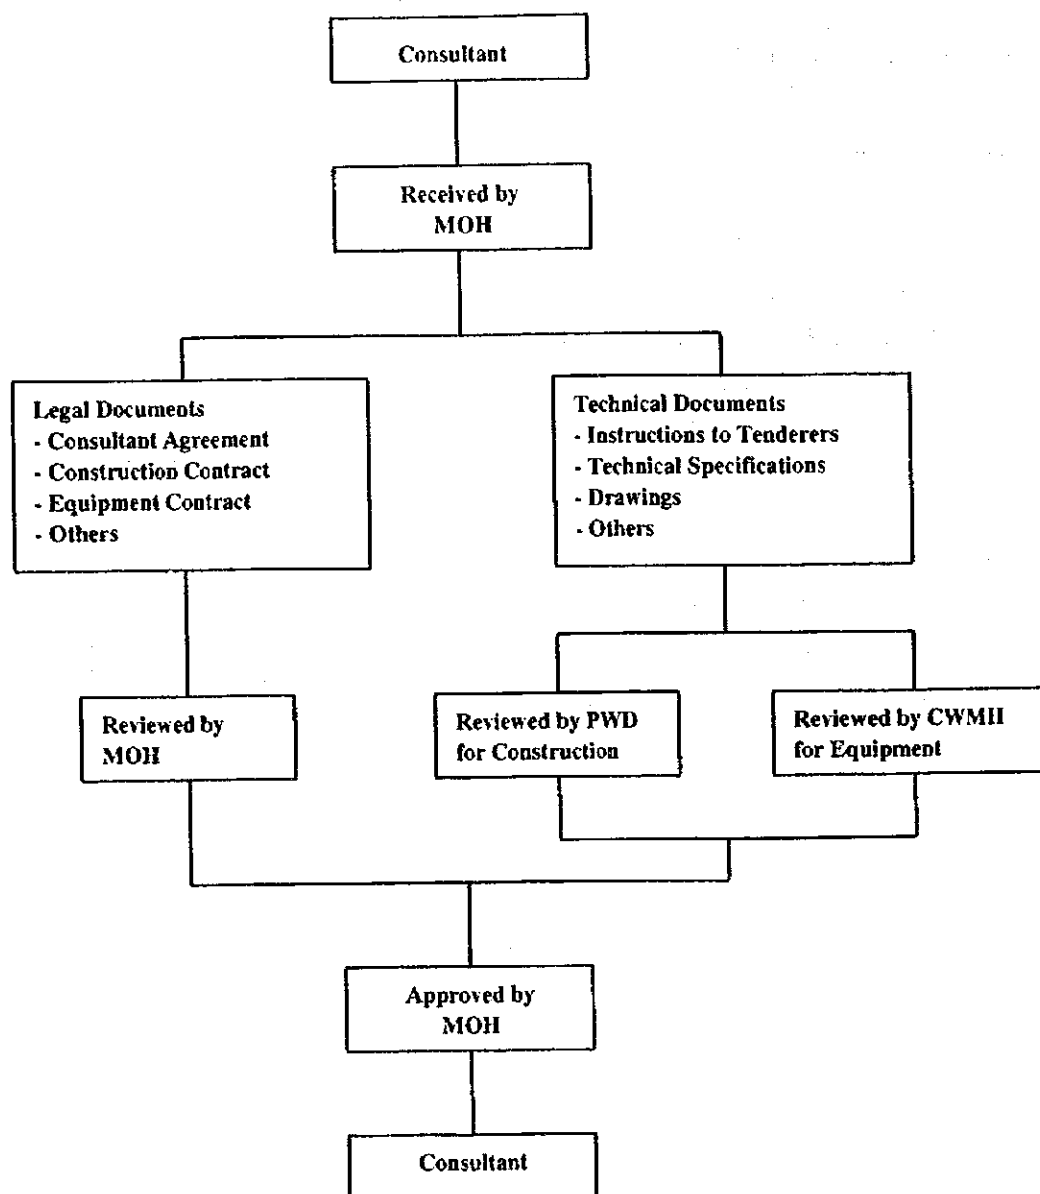 Consultant
Received by
MOH
Legal Documents
- Consultant Agreement
- Construction Contract
- Equipment Contract
- Others
Technical Documents
- Instructions to Tenderers
- Technical Specifications
- Drawings
- Others
Reviewed by
MOH
Reviewed by PWD
for Construction
Reviewed by CWMH
for Equipment
Approved by
MOH
Consultant